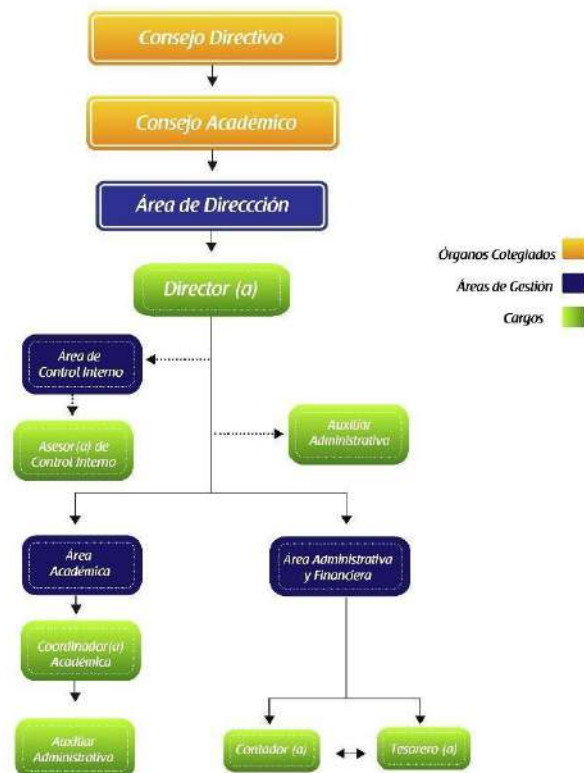 Consejo Directivo
Consejo Académico
Área de Direccción
Director (a)
Órganos Colegiados
Áreas de Gestión
Cargos
Área de
Control Interno
Asesor(a) de
Control Interno
Auxiliar
Administrativa
Área
Académica
Área Administrativa
y Financiera
Coordinador(a)
Académica
Auxiliar
Administrativa
Contador (a)
Tesorero (a)